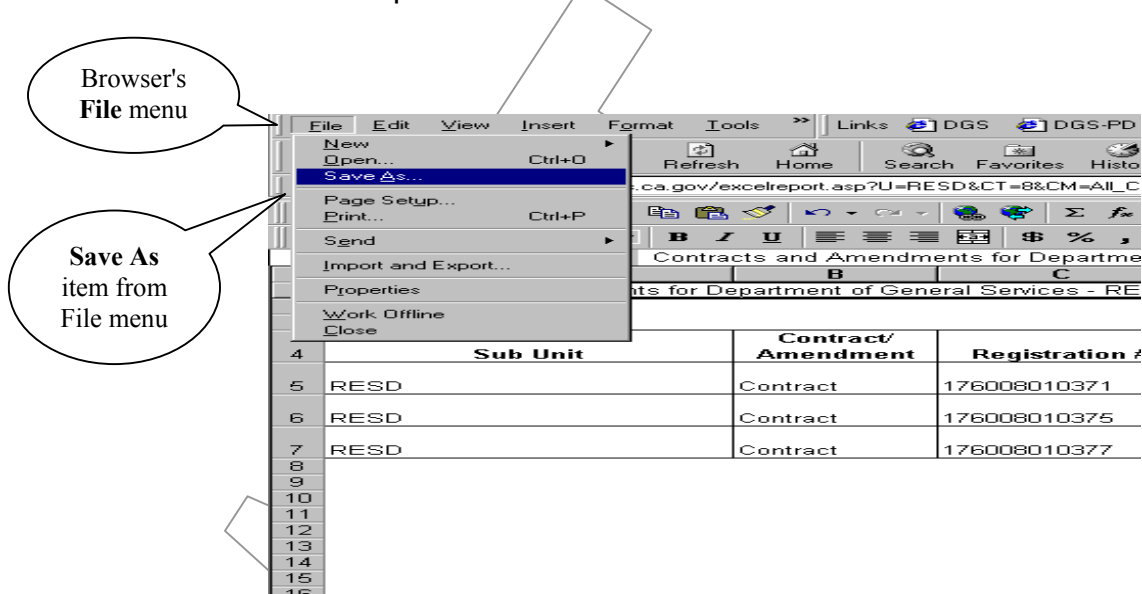 Browser's
File menu
Save As
item from
File menu
File Edit View Insert Format Tools >> Links DGS DGS-PD
New
Open... Ctrl+O
Save As...
Page Setup...
Print... Ctrl+P
Send
Import and Export...
Properties
Work Offline
Close
Refresh Home Search Favorites Histo
.ca.gov/excelreport.asp?U=RESD&CT=8&CM=All_C
Σ
B I U $ % ,
Contracts and Amendments for Departme
B C
nts for Department of General Services - RE
4 Sub Unit Contract/ Amendment Registration #
5 RESD Contract 176008010371
6 RESD Contract 176008010375
7 RESD Contract 176008010377
8
9
10
11
12
13
14
15
16